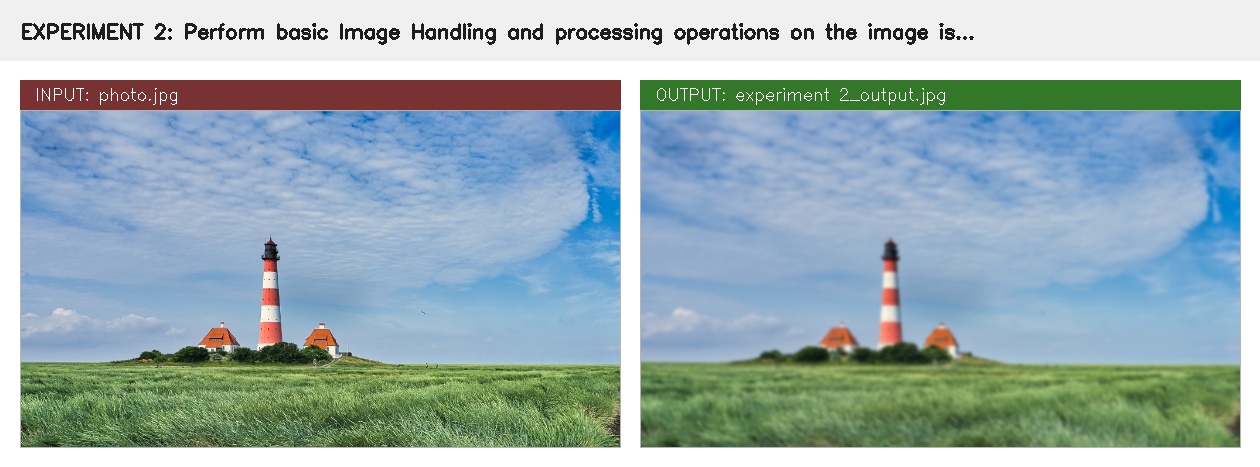 EXPERIMENT 2: Perform basic Image Handling and processing operations on the image is...
INPUT: photo.jpg
OUTPUT: experiment 2_output.jpg